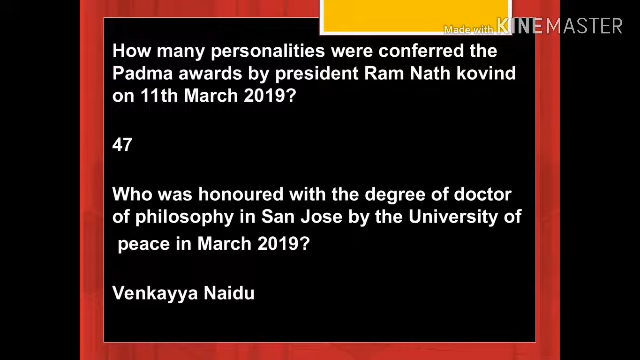 Made with KINEMASTER
How many personalities were conferred the
Padma awards by president Ram Nath kovind
on 11th March 2019?
47
Who was honoured with the degree of doctor
of philosophy in San Jose by the University of
peace in March 2019?
Venkayya Naidu